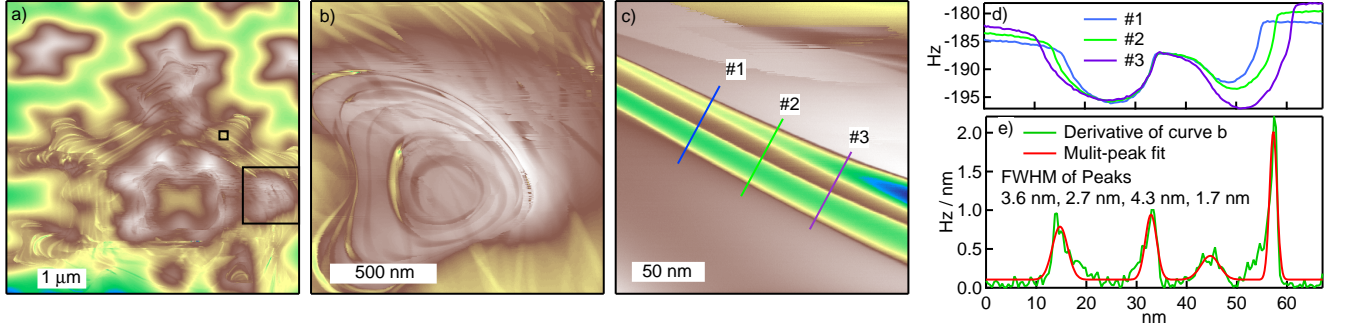 a)
1 μm
b)
500 nm
c)
#1
#2
#3
50 nm
d)
-180
-185
-190
-195
Hz
#1
#2
#3
e)
2.0
1.5
1.0
0.5
0.0
Hz / nm
Derivative of curve b
Mulit-peak fit
FWHM of Peaks
3.6 nm, 2.7 nm, 4.3 nm, 1.7 nm
0 10 20 30 40 50 60
nm